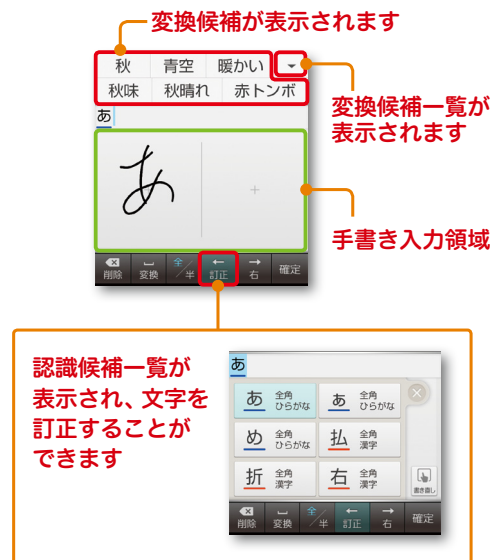 変換候補が表示されます
秋 青空 暖かい
秋味 秋晴れ 赤トンボ
あ
変換候補一覧が
表示されます
あ
手書き入力領域
削除 変換 全/半 訂正 右 確定
認識候補一覧が
表示され、文字を
訂正することが
できます
あ
あ 全角 ひらがな ぁ 全角 ひらがな
め 全角 ひらがな 払 全角 漢字
折 全角 漢字 右 全角 漢字
書き直し
削除 変換 全/半 訂正 右 確定